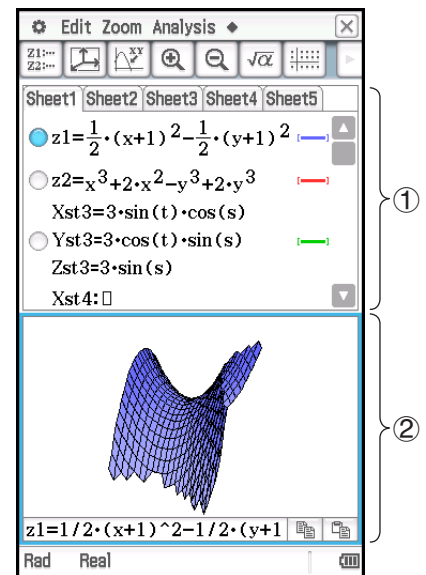 Edit Zoom Analysis ◆
Z1:··· Z2:··· XY √α
Sheet1 Sheet2 Sheet3 Sheet4 Sheet5
z1=1/2·(x+1)²-1/2·(y+1)²
z2=x³+2·x²-y³+2·y³
Xst3=3·sin(t)·cos(s)
Yst3=3·cos(t)·sin(s)
Zst3=3·sin(s)
Xst4:▯
①
②
z1=1/2·(x+1)^2-1/2·(y+1
Rad Real